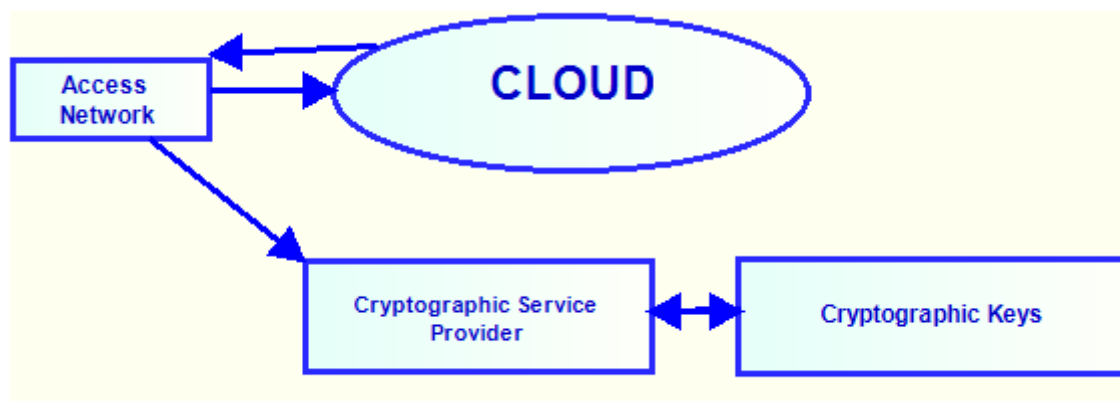 CLOUD
Access
Network
Cryptographic Service
Provider
Cryptographic Keys